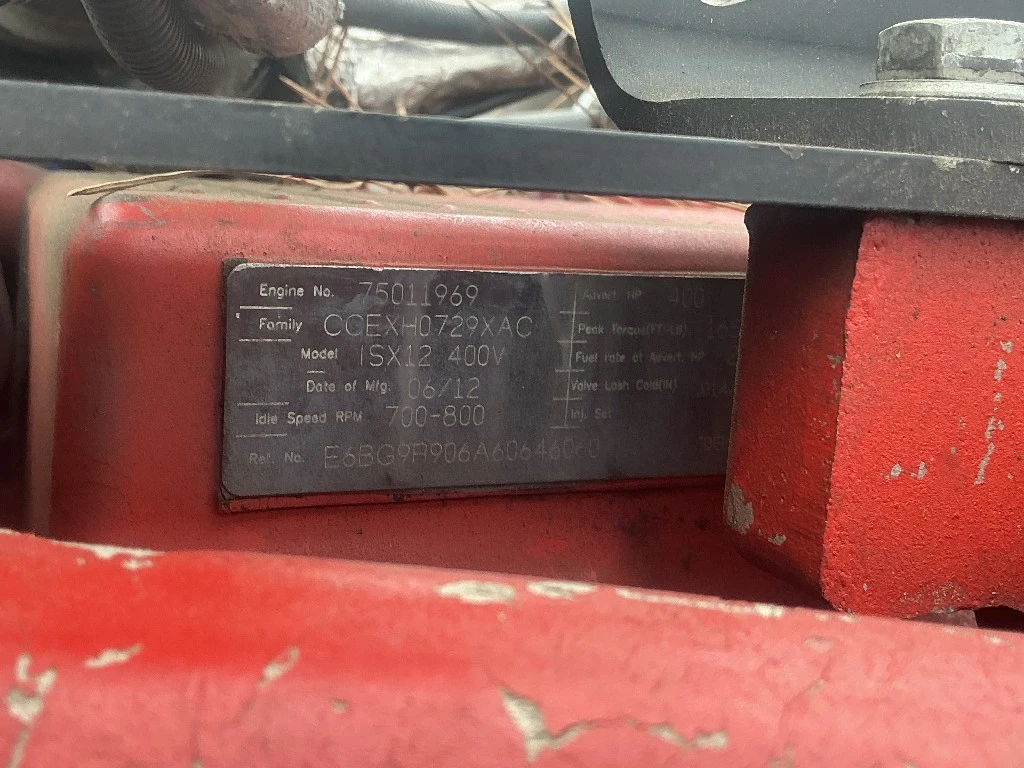 Engine No. 75011969
Family CCEXH0729XAC
Model ISX12 400V
Date of Mfg. 06/12
Idle Speed RPM 700-800
Ref. No.
Advert. HP 400
Peak Torque(FT-LB)
Fuel rate at Advert. HP
Valve Lash Cold(IN)
Inj. Set